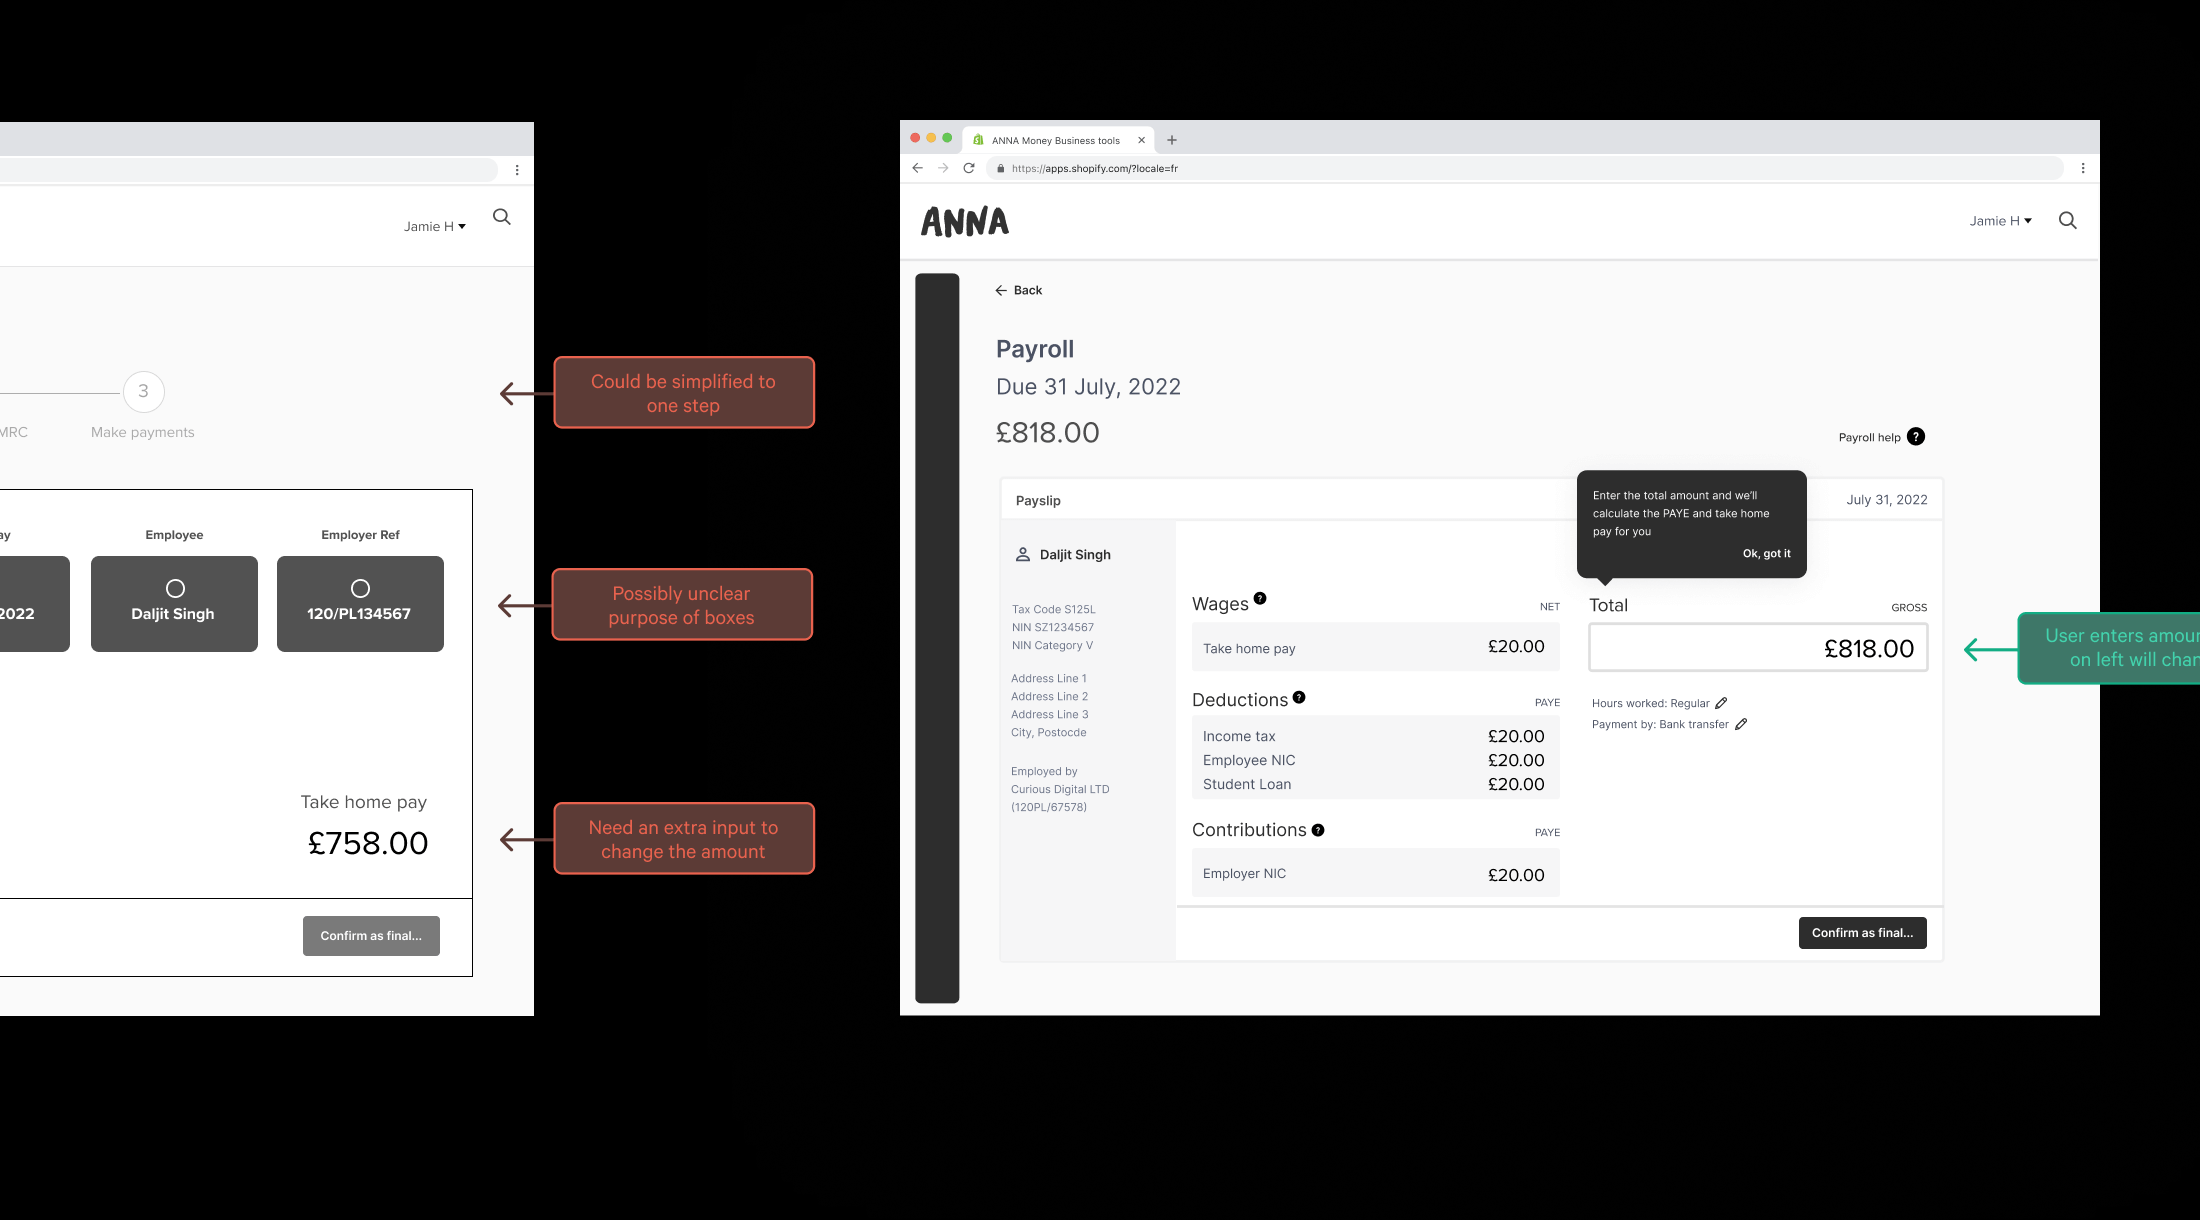 Jamie H
3
MRC
Make payments
ay
Employee
Employer Ref
2022
Daljit Singh
120/PL134567
Take home pay
£758.00
Confirm as final...
Could be simplified to
one step
Possibly unclear
purpose of boxes
Need an extra input to
change the amount
ANNA Money Business tools
https://apps.shopify.com/?locale=fr
ANNA
Jamie H
Back
Payroll
Due 31 July, 2022
£818.00
Payroll help ?
Payslip
July 31, 2022
Enter the total amount and we'll
calculate the PAYE and take home
pay for you
Ok, got it
Daljit Singh
Tax Code S125L
NIN SZ1234567
NIN Category V
Address Line 1
Address Line 2
Address Line 3
City, Postocde
Employed by
Curious Digital LTD
(120PL/67578)
Wages ?
NET
Take home pay £20.00
Deductions ?
PAYE
Income tax £20.00
Employee NIC £20.00
Student Loan £20.00
Contributions ?
PAYE
Employer NIC £20.00
Total
GROSS
£818.00
Hours worked: Regular
Payment by: Bank transfer
Confirm as final...
User enters amou
on left will chan